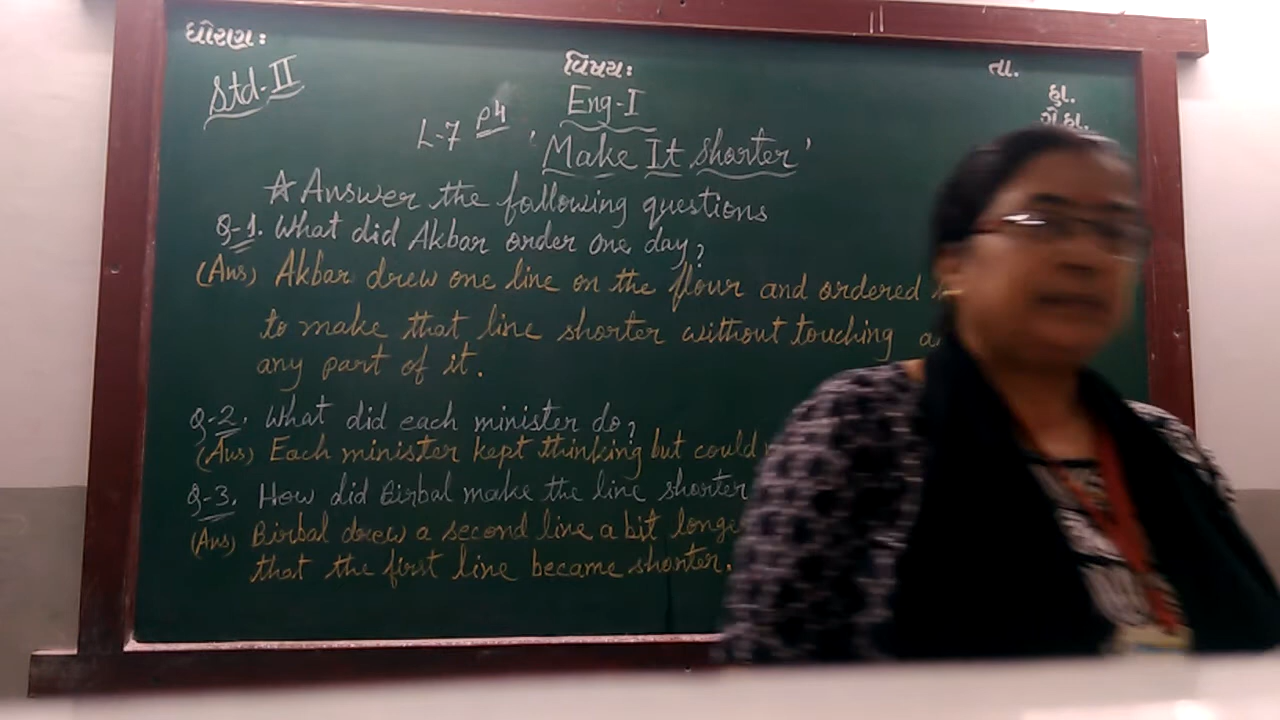 ધોરણ:
વિષય:
તા.
Std. II
હા.
Eng-I
ગે.હા.
L-7 P4 'Make It shorter'
☆ Answer the following questions
Q-1. What did Akbar order one day?
(Ans) Akbar drew one line on the flour and ordered
to make that line shorter without touching
any part of it.
Q-2. What did each minister do?
(Ans) Each minister kept thinking but could
Q-3. How did Birbal make the line shorter
(Ans) Birbal drew a second line a bit longe
that the first line became shorter.